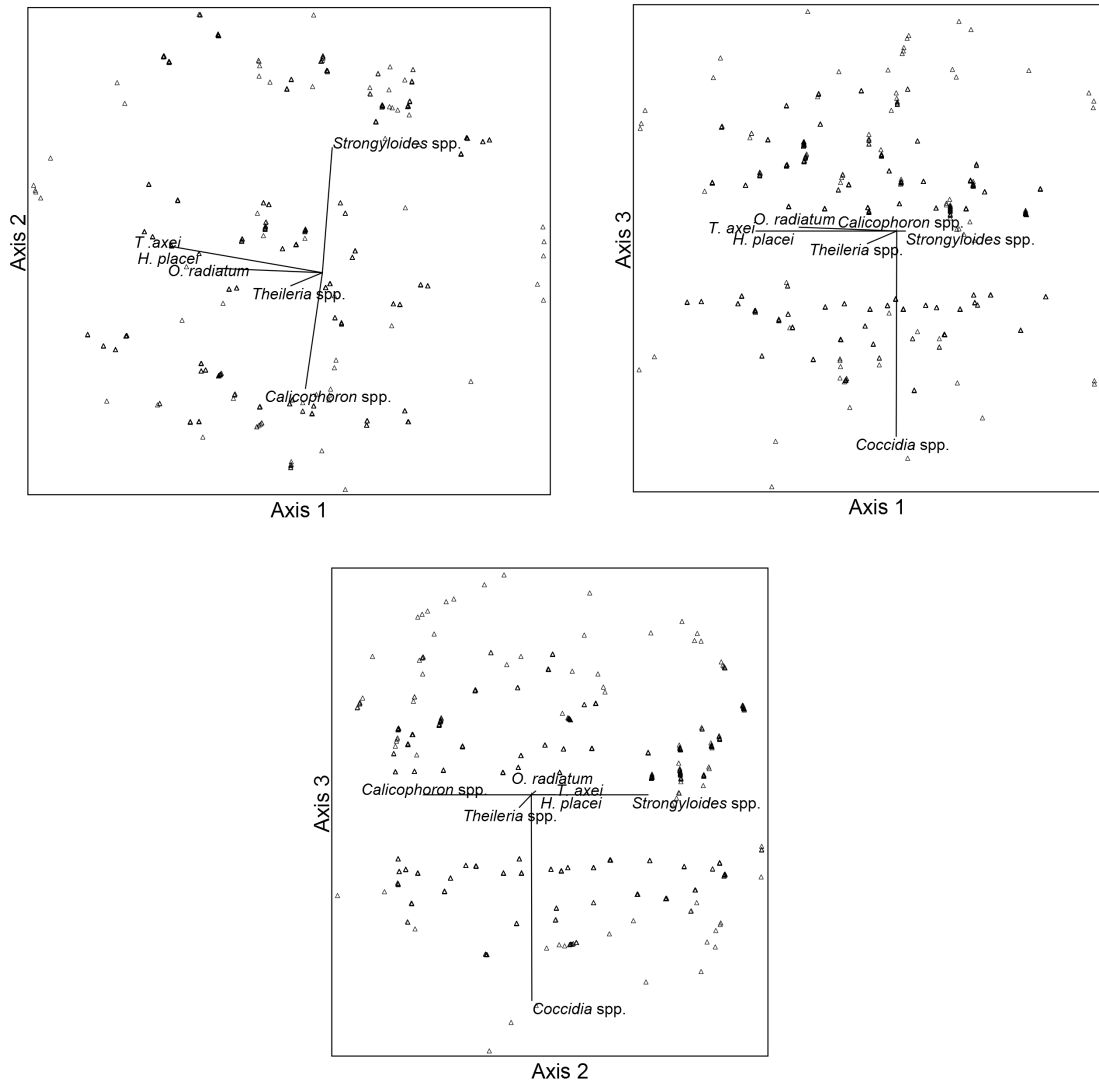 Strongyloides spp.
T .axei
H. placei
O. radiatum
Theileria spp.
Calicophoron spp.
Axis 2
Axis 1
O. radiatum
Calicophoron spp.
T. axei
H. placei
Strongyloides spp.
Theileria spp.
Coccidia spp.
Axis 3
Axis 1
O. radiatum
Calicophoron spp.
T. axei
H. placei
Strongyloides spp.
Theileria spp.
Coccidia spp.
Axis 3
Axis 2